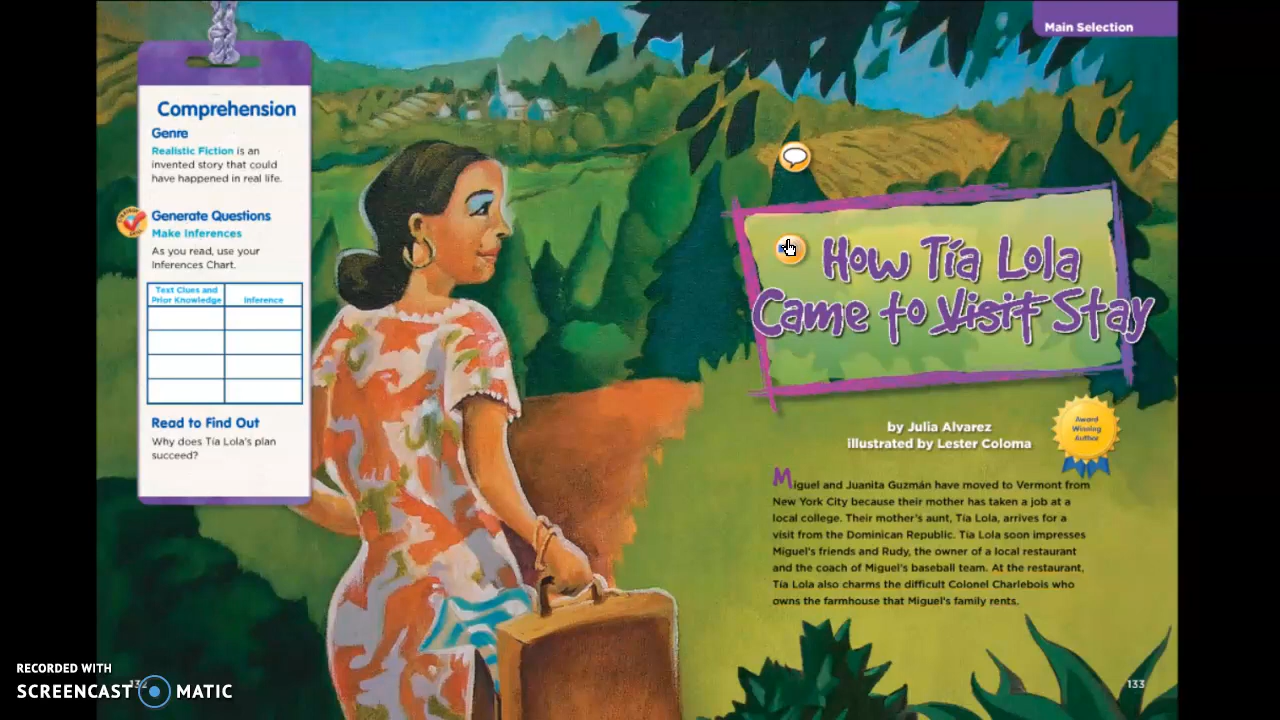 Main Selection
Comprehension
Genre
Realistic Fiction is an
invented story that could
have happened in real life.
Generate Questions
Make Inferences
As you read, use your
Inferences Chart.
Text Clues and
Prior Knowledge
Inference
Read to Find Out
Why does Tía Lola's plan
succeed?
How Tía Lola
Came to Visit Stay
by Julia Alvarez
illustrated by Lester Coloma
Award
Winning
Author
Miguel and Juanita Guzmán have moved to Vermont from
New York City because their mother has taken a job at a
local college. Their mother's aunt, Tía Lola, arrives for a
visit from the Dominican Republic. Tía Lola soon impresses
Miguel's friends and Rudy, the owner of a local restaurant
and the coach of Miguel's baseball team. At the restaurant,
Tía Lola also charms the difficult Colonel Charlebois who
owns the farmhouse that Miguel's family rents.
RECORDED WITH
SCREENCAST MATIC
133